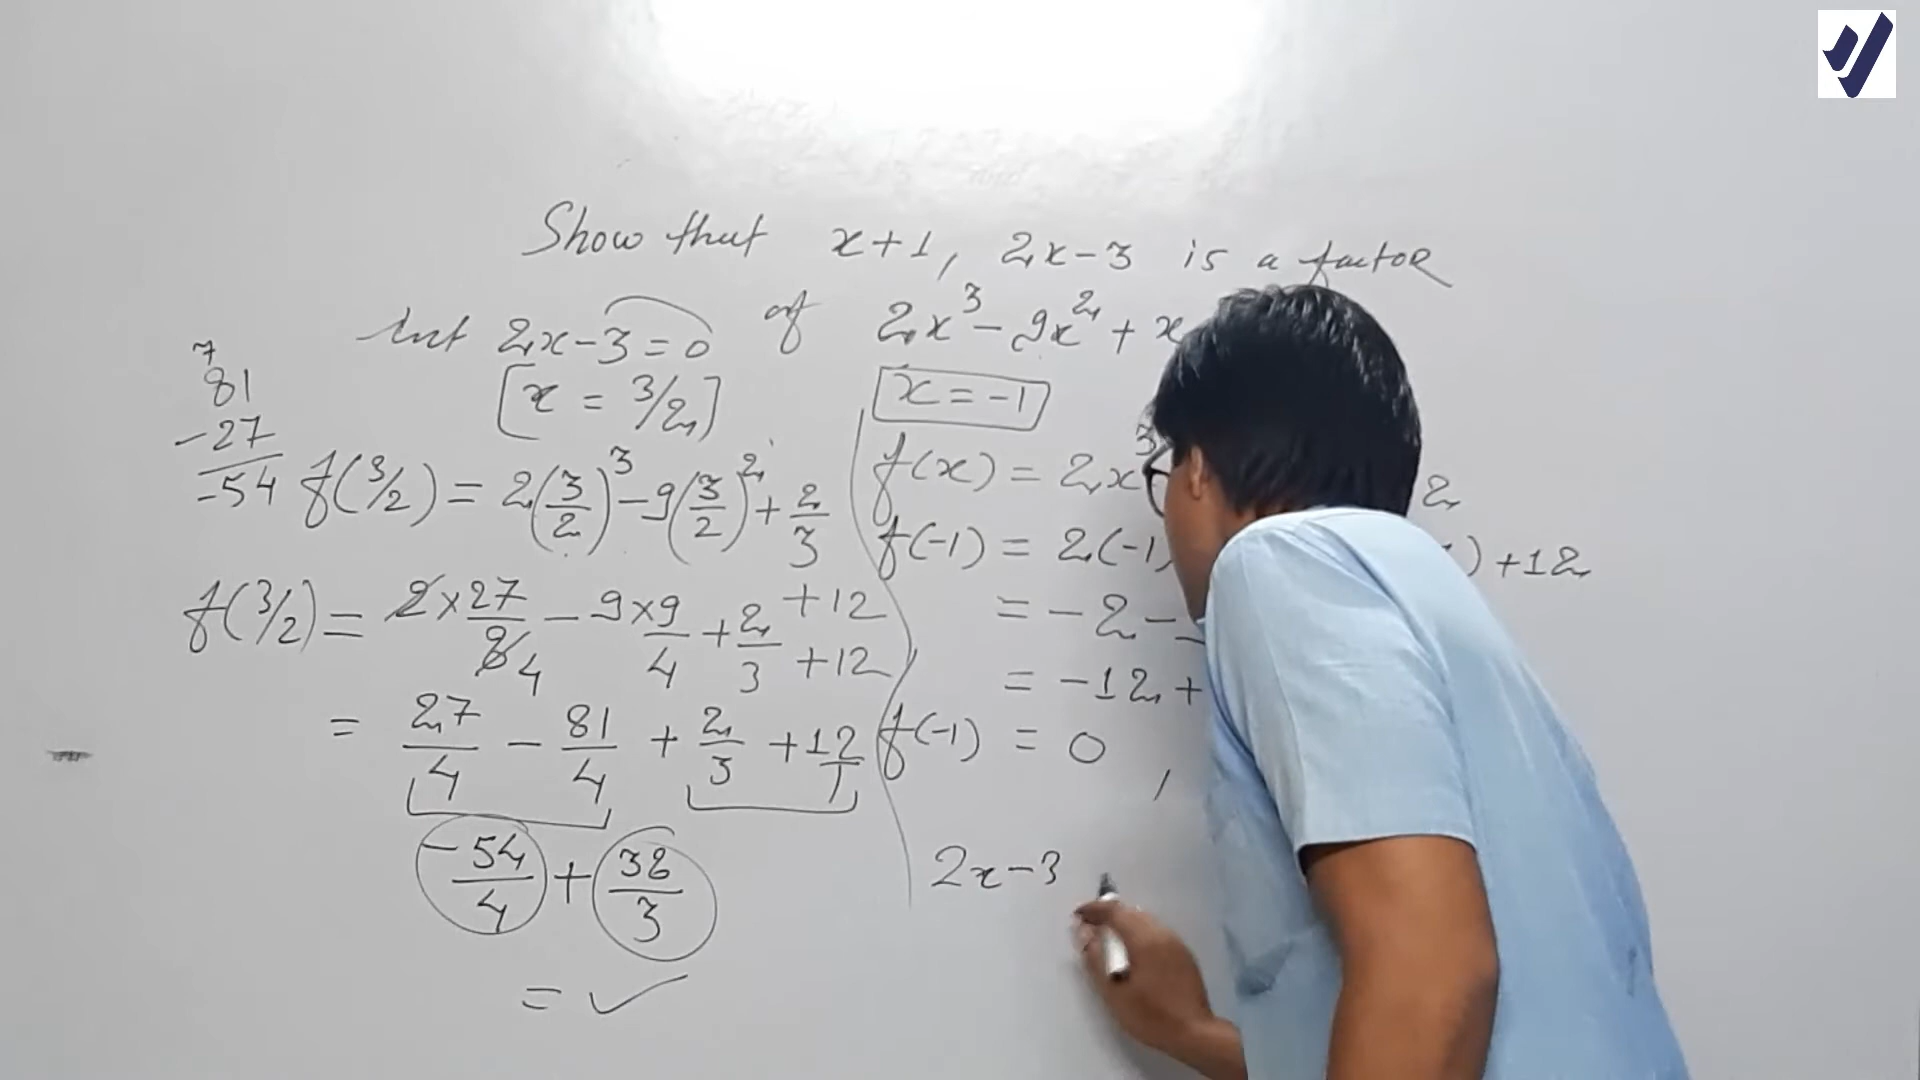 Show that x+1, 2x-3 is a factor
of 2x³ - 9x² + x
Let 2x-3=0
[x = 3/2]
7
81
-27
-54
f(3/2) = 2(3/2)³ - 9(3/2)² + 2/3
+12
f(3/2) = 2×27/8 4 - 9×9/4 + 2/3 +12
= 27/4 - 81/4 + 2/3 + 12/1
-54/4 + 38/3
= ✓
x = -1
f(x) = 2x³ 2
f(-1) = 2(-1) ) +12
= -2-
= -12+
f(-1) = 0
2x-3